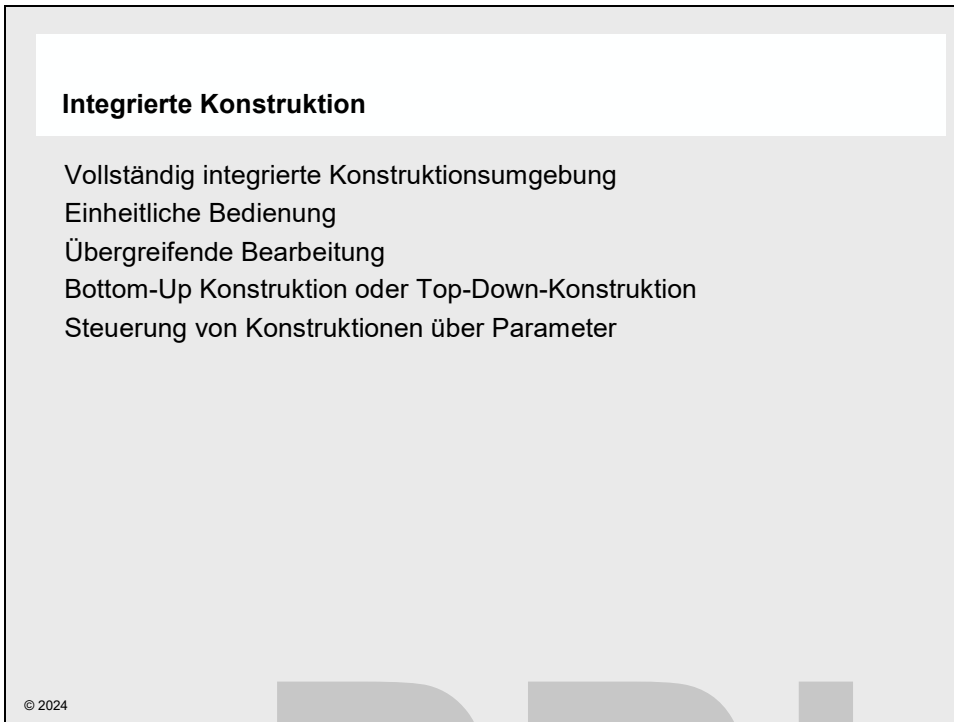 Integrierte Konstruktion
Vollständig integrierte Konstruktionsumgebung
Einheitliche Bedienung
Übergreifende Bearbeitung
Bottom-Up Konstruktion oder Top-Down-Konstruktion
Steuerung von Konstruktionen über Parameter
© 2024